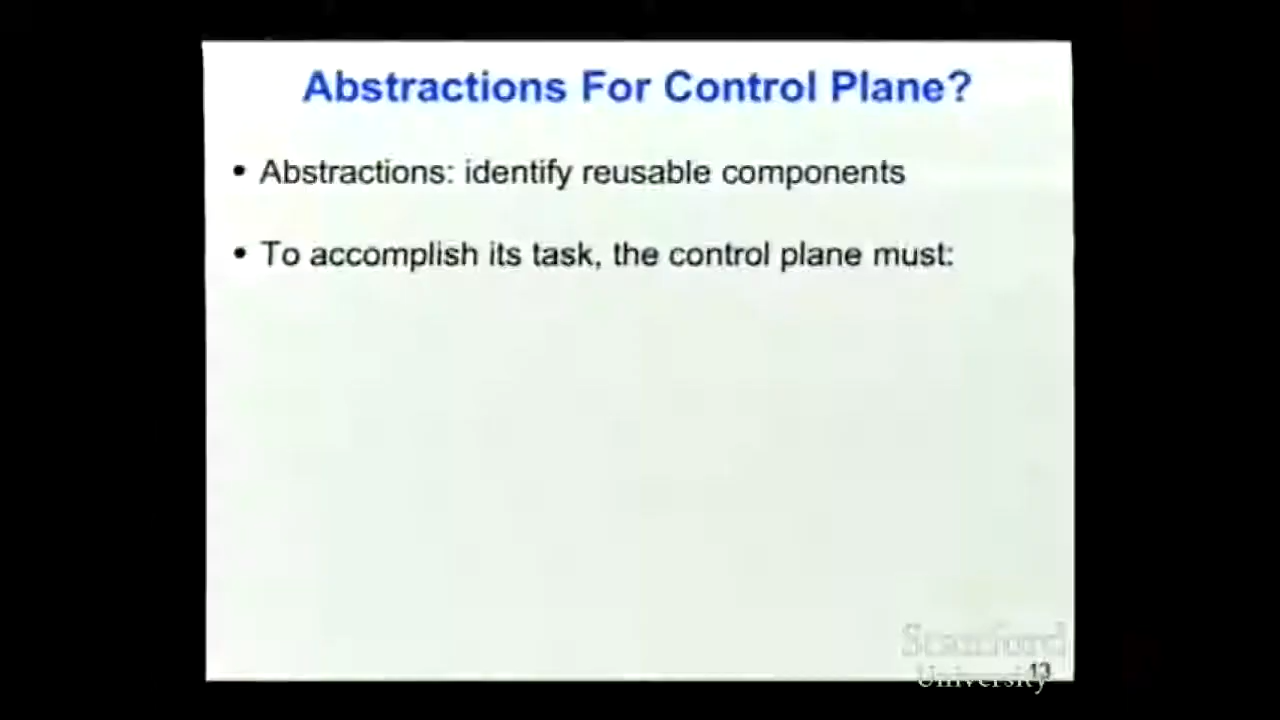 Abstractions For Control Plane?
• Abstractions: identify reusable components
• To accomplish its task, the control plane must:
Stanford
University
13